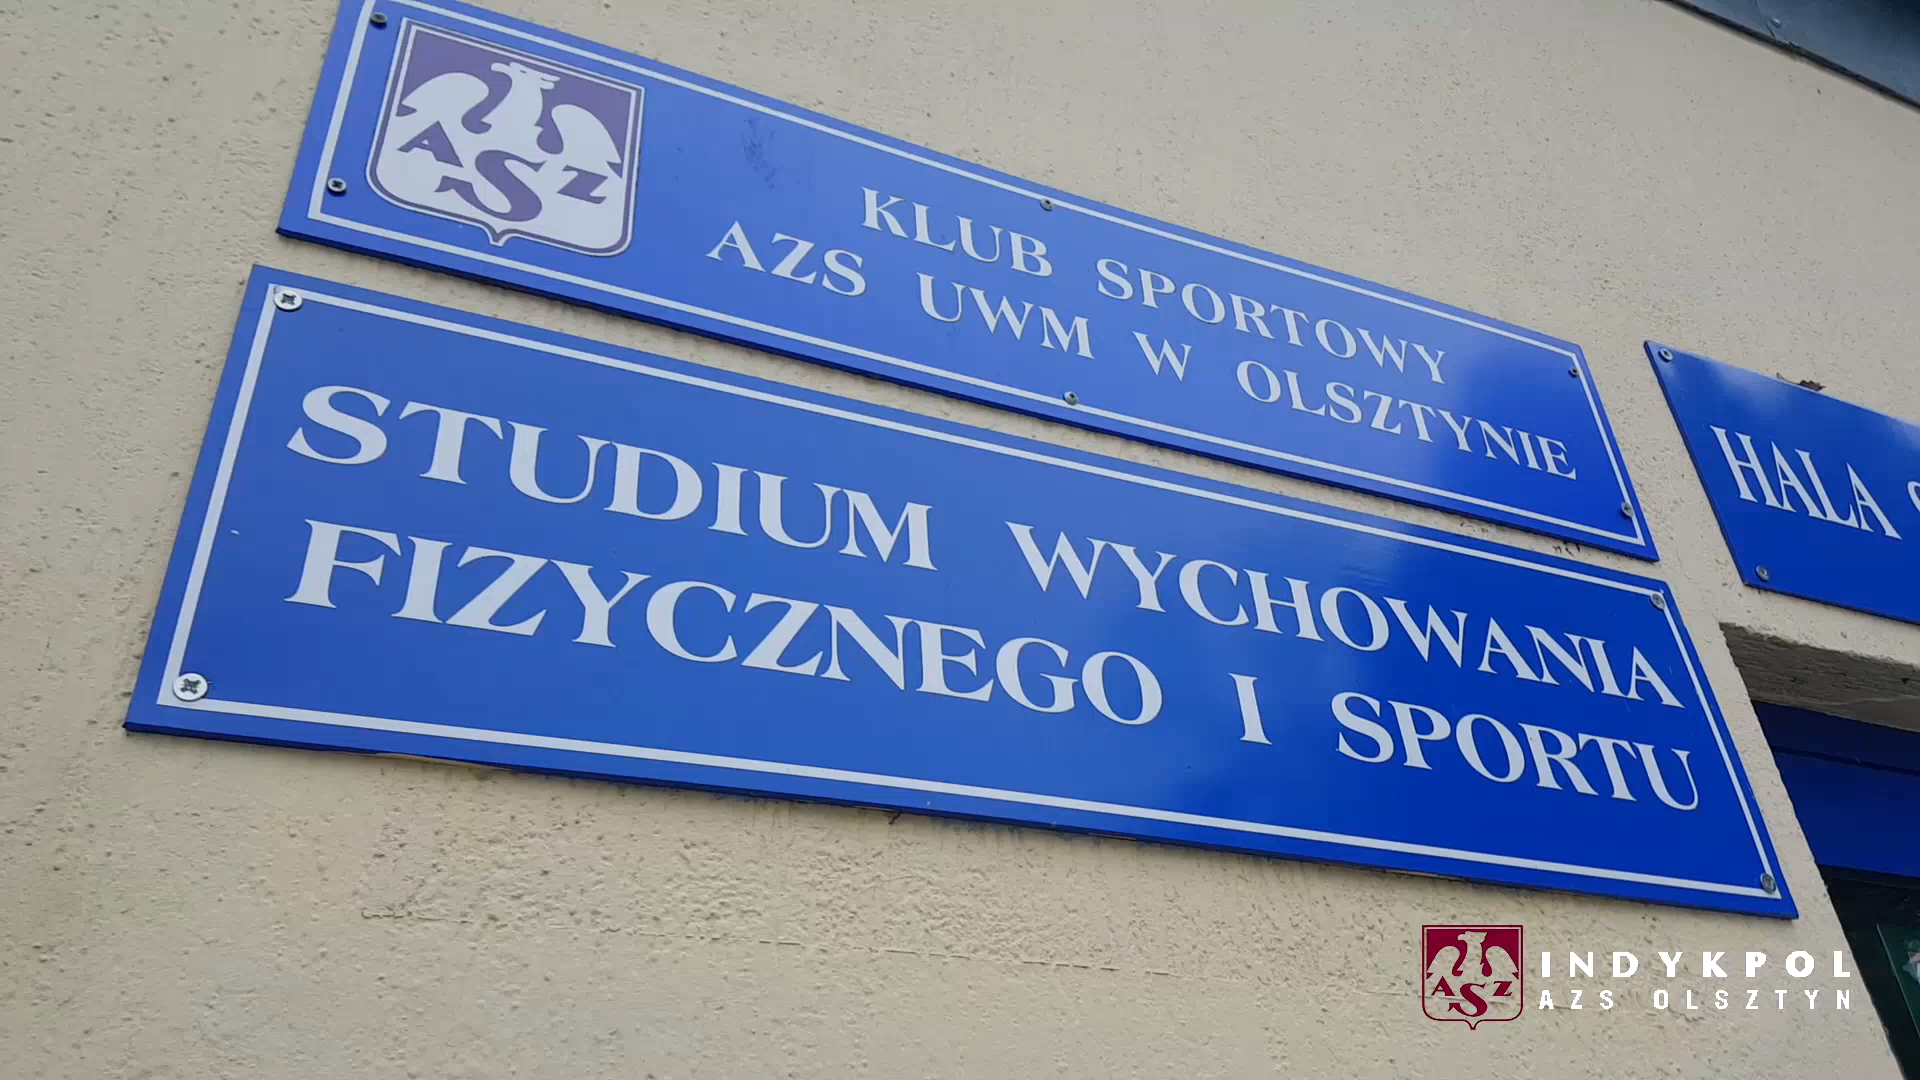 AZS
KLUB SPORTOWY
AZS UWM W OLSZTYNIE
STUDIUM WYCHOWANIA
FIZYCZNEGO I SPORTU
HALA
AZS
INDYKPOL
AZS OLSZTYN